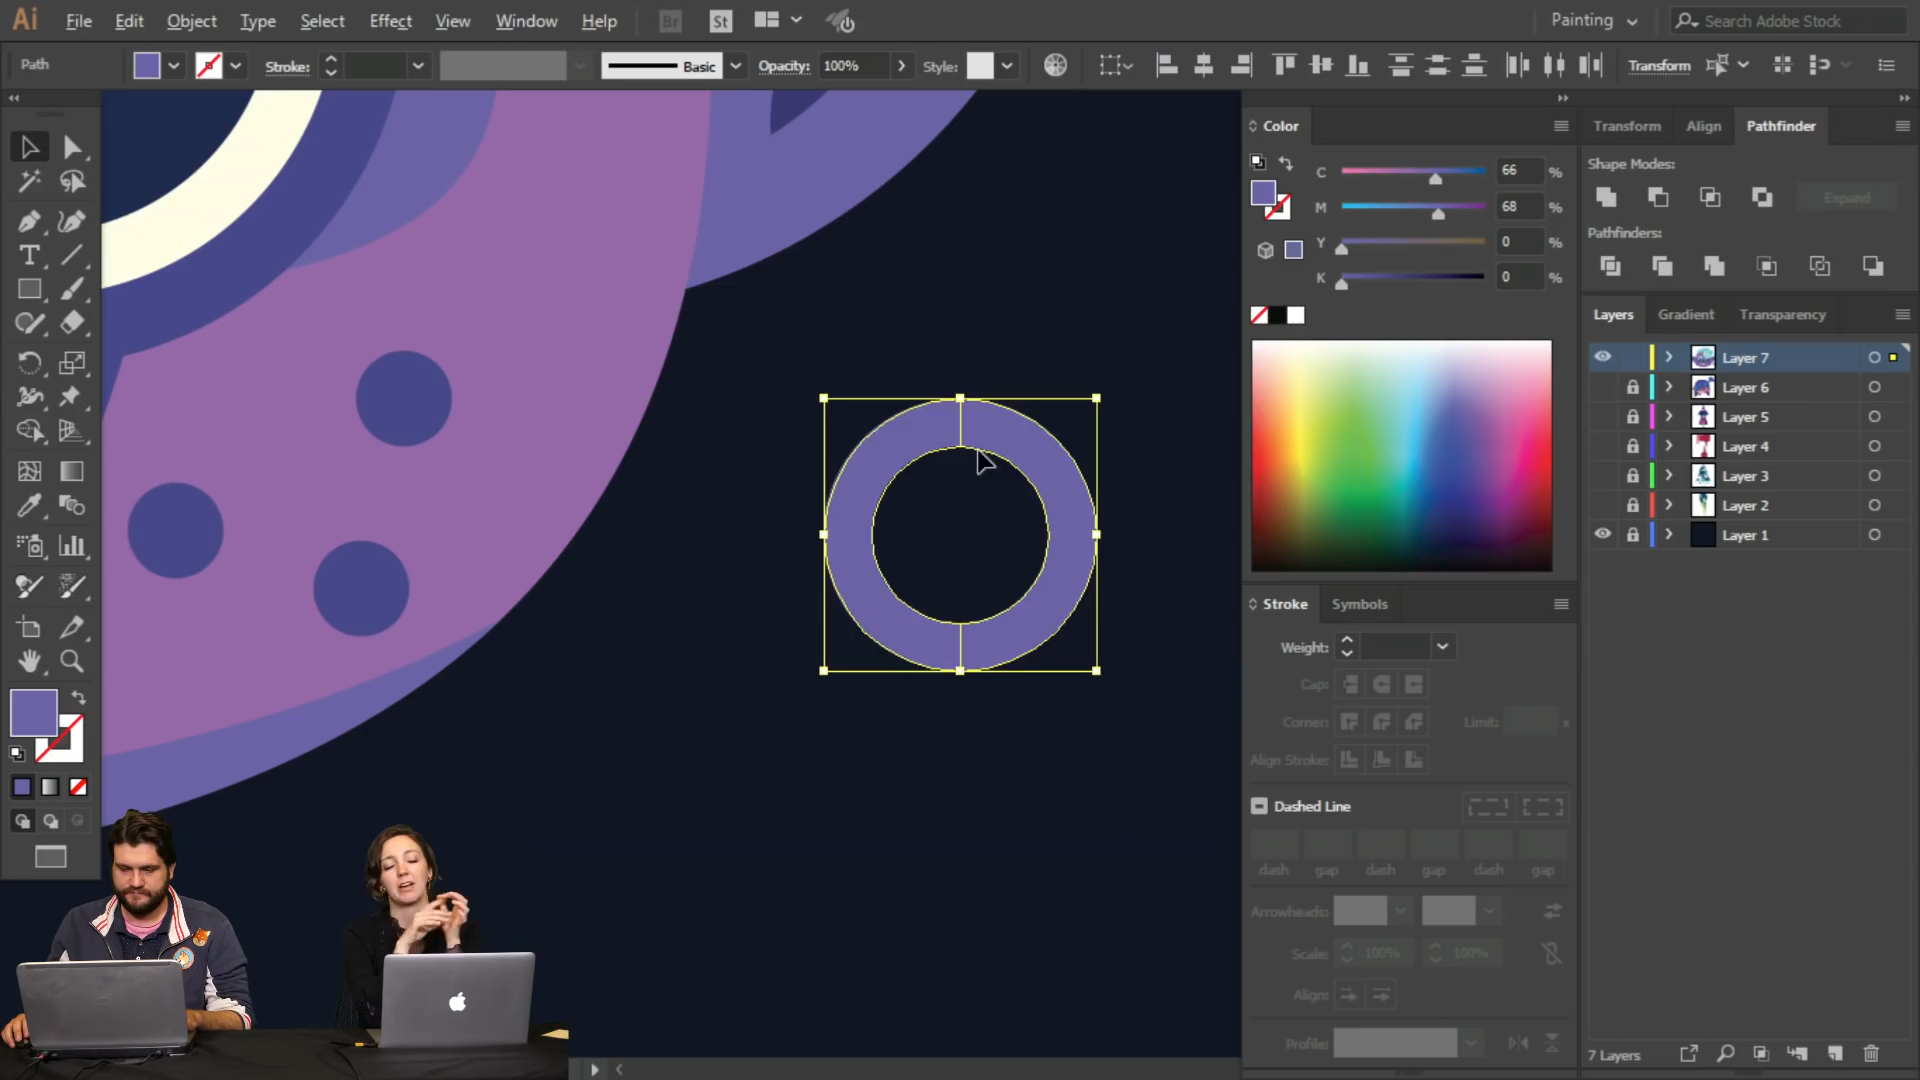 Ai File Edit Object Type Select Effect View Window Help Br St Painting Search Adobe Stock
Path Stroke: Basic Opacity: 100% Style: Transform
Color
C 66 %
M 68 %
Y 0 %
K 0 %
Transform Align Pathfinder
Shape Modes:
Expand
Pathfinders:
Layers Gradient Transparency
Layer 7
Layer 6
Layer 5
Layer 4
Layer 3
Layer 2
Layer 1
Stroke Symbols
Weight:
Cap:
Corner: Limit: x
Align Stroke:
Dashed Line
dash gap dash gap dash gap
Arrowheads:
Scale: 100% 100%
Align:
Profile:
7 Layers